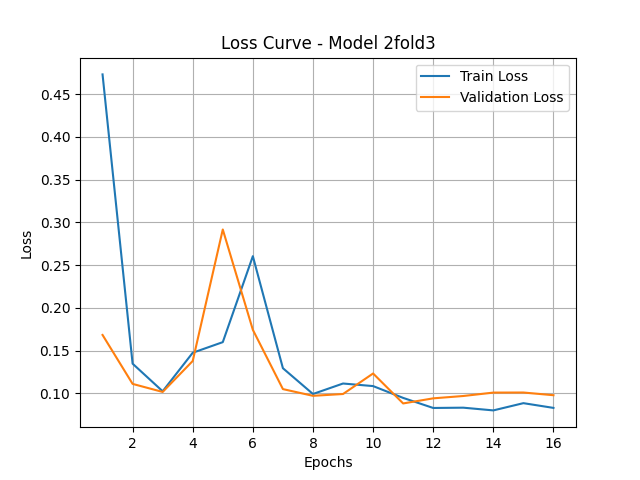 Loss Curve - Model 2fold3
Train Loss
Validation Loss
0.45
0.40
0.35
0.30
0.25
0.20
0.15
0.10
Loss
2 4 6 8 10 12 14 16
Epochs